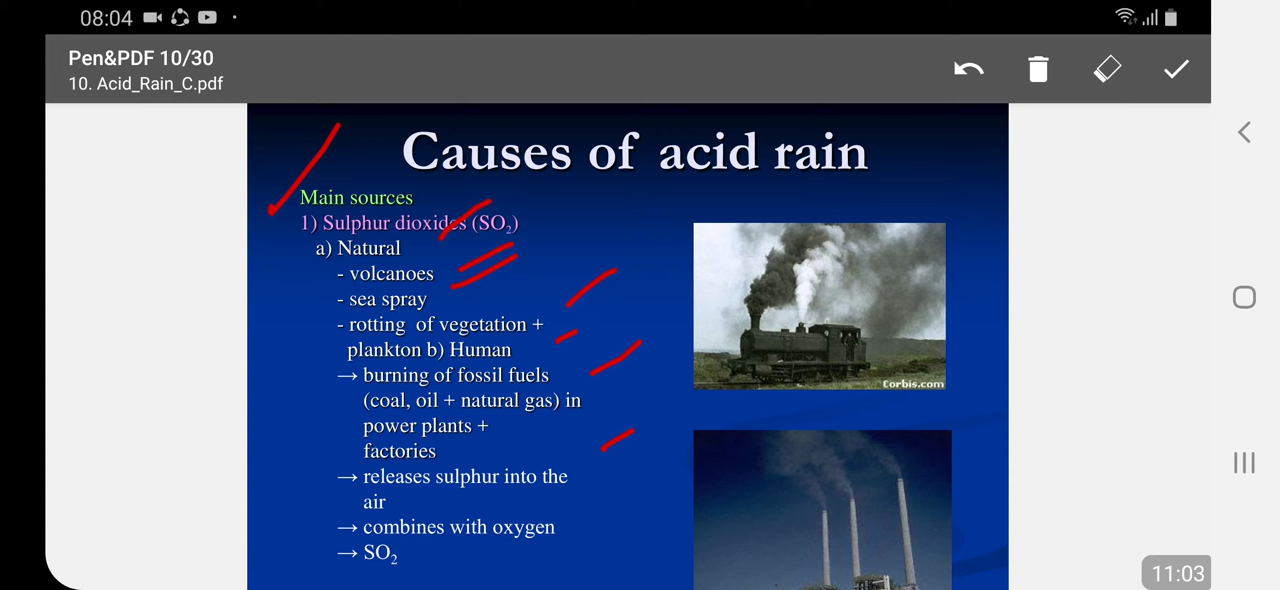 08:04
Pen&PDF 10/30
10. Acid_Rain_C.pdf
Causes of acid rain
Main sources
1) Sulphur dioxides (SO₂)
a) Natural
- volcanoes
- sea spray
- rotting of vegetation +
plankton b) Human
→ burning of fossil fuels
(coal, oil + natural gas) in
power plants +
factories
→ releases sulphur into the
air
→ combines with oxygen
→ SO₂
Corbis.com
11:03